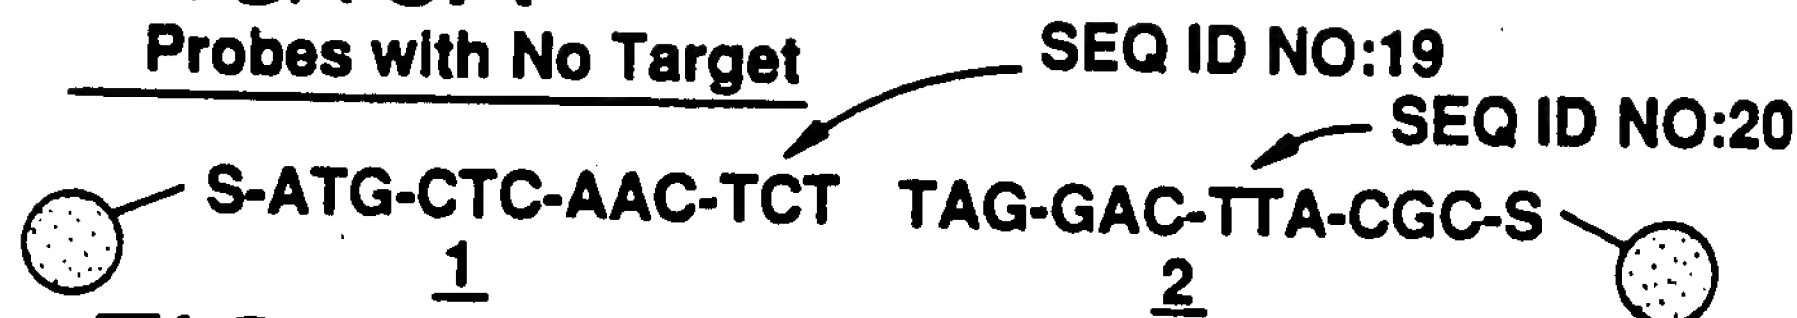 Probes with No Target
SEQ ID NO:19
SEQ ID NO:20
S-ATG-CTC-AAC-TCT TAG-GAC-TTA-CGC-S
1 2